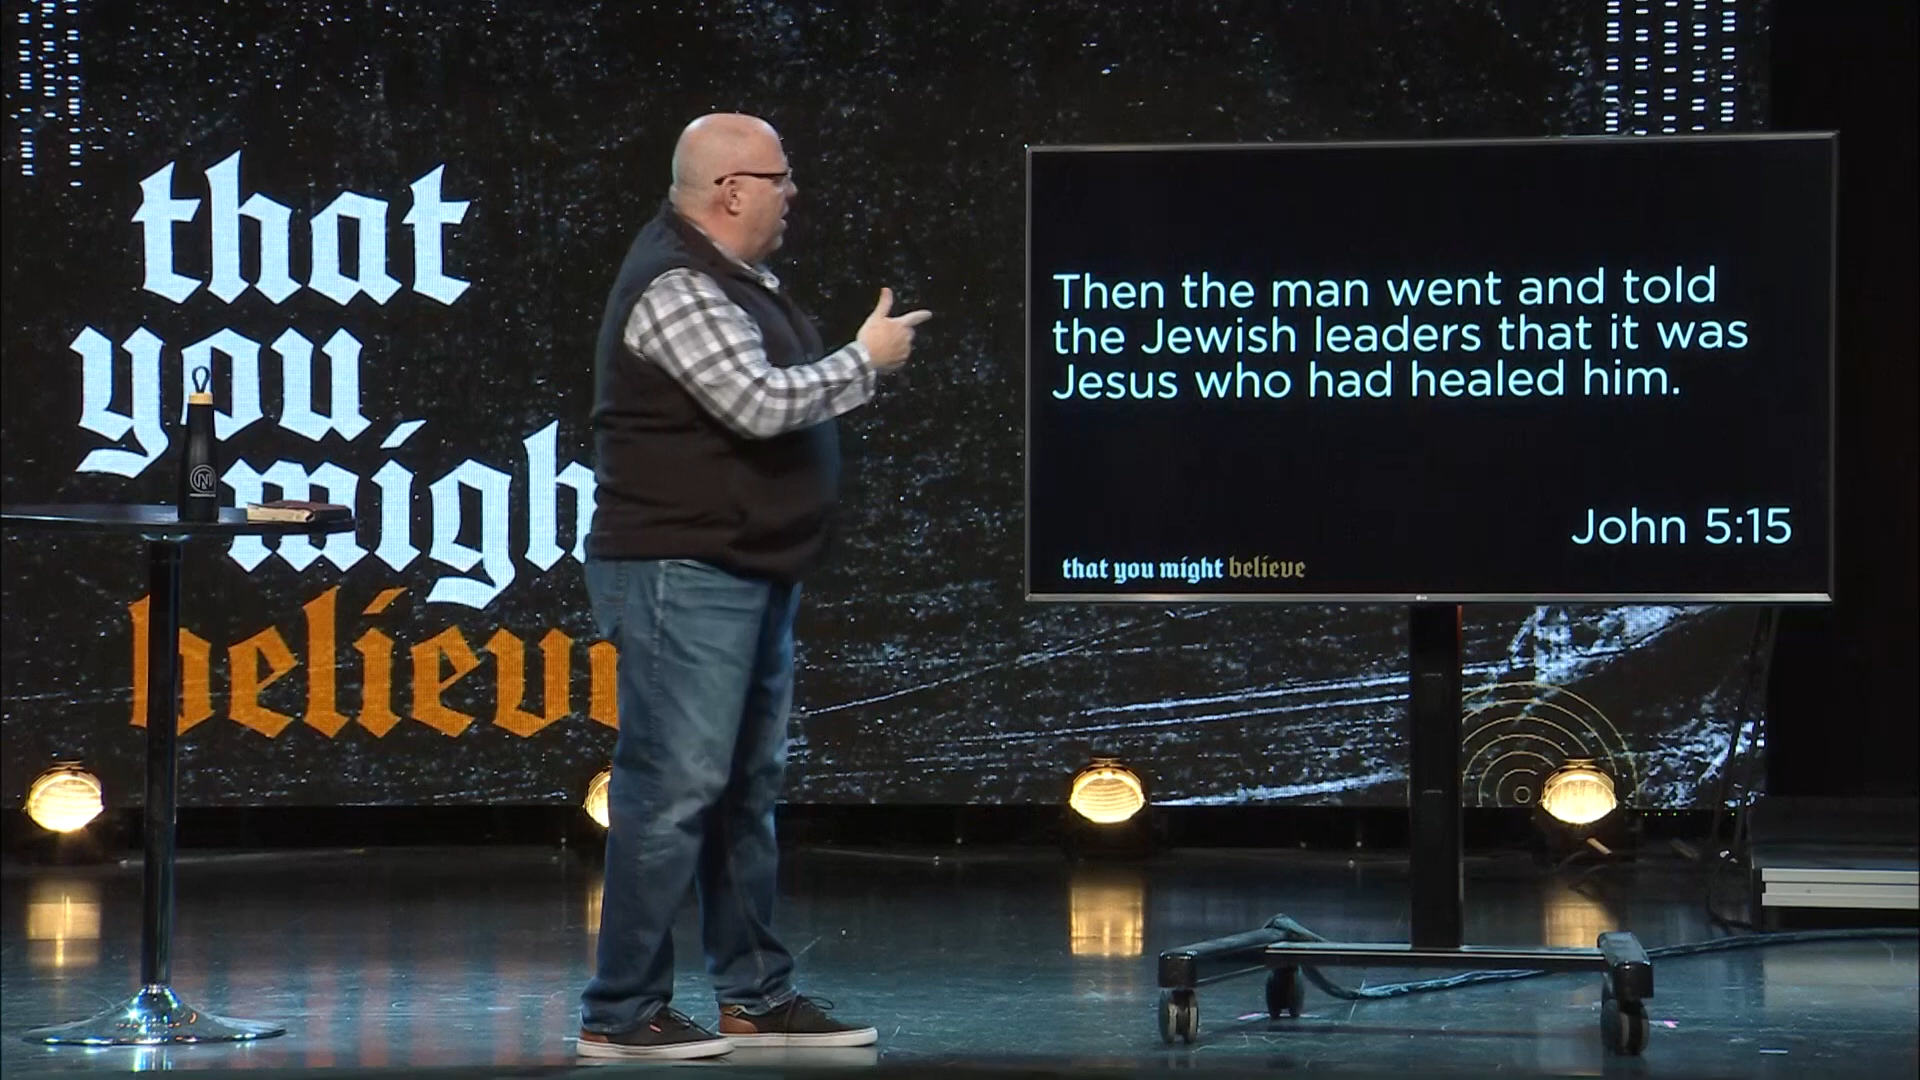 that
you
migh
believe
Then the man went and told
the Jewish leaders that it was
Jesus who had healed him.
John 5:15
that you might believe